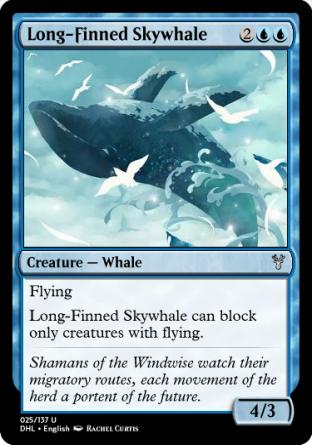 Long-Finned Skywhale 2
Creature — Whale
Flying
Long-Finned Skywhale can block
only creatures with flying.
Shamans of the Windwise watch their
migratory routes, each movement of the
herd a portent of the future.
4/3
025/137 U
DHL • English Rachel Curtis